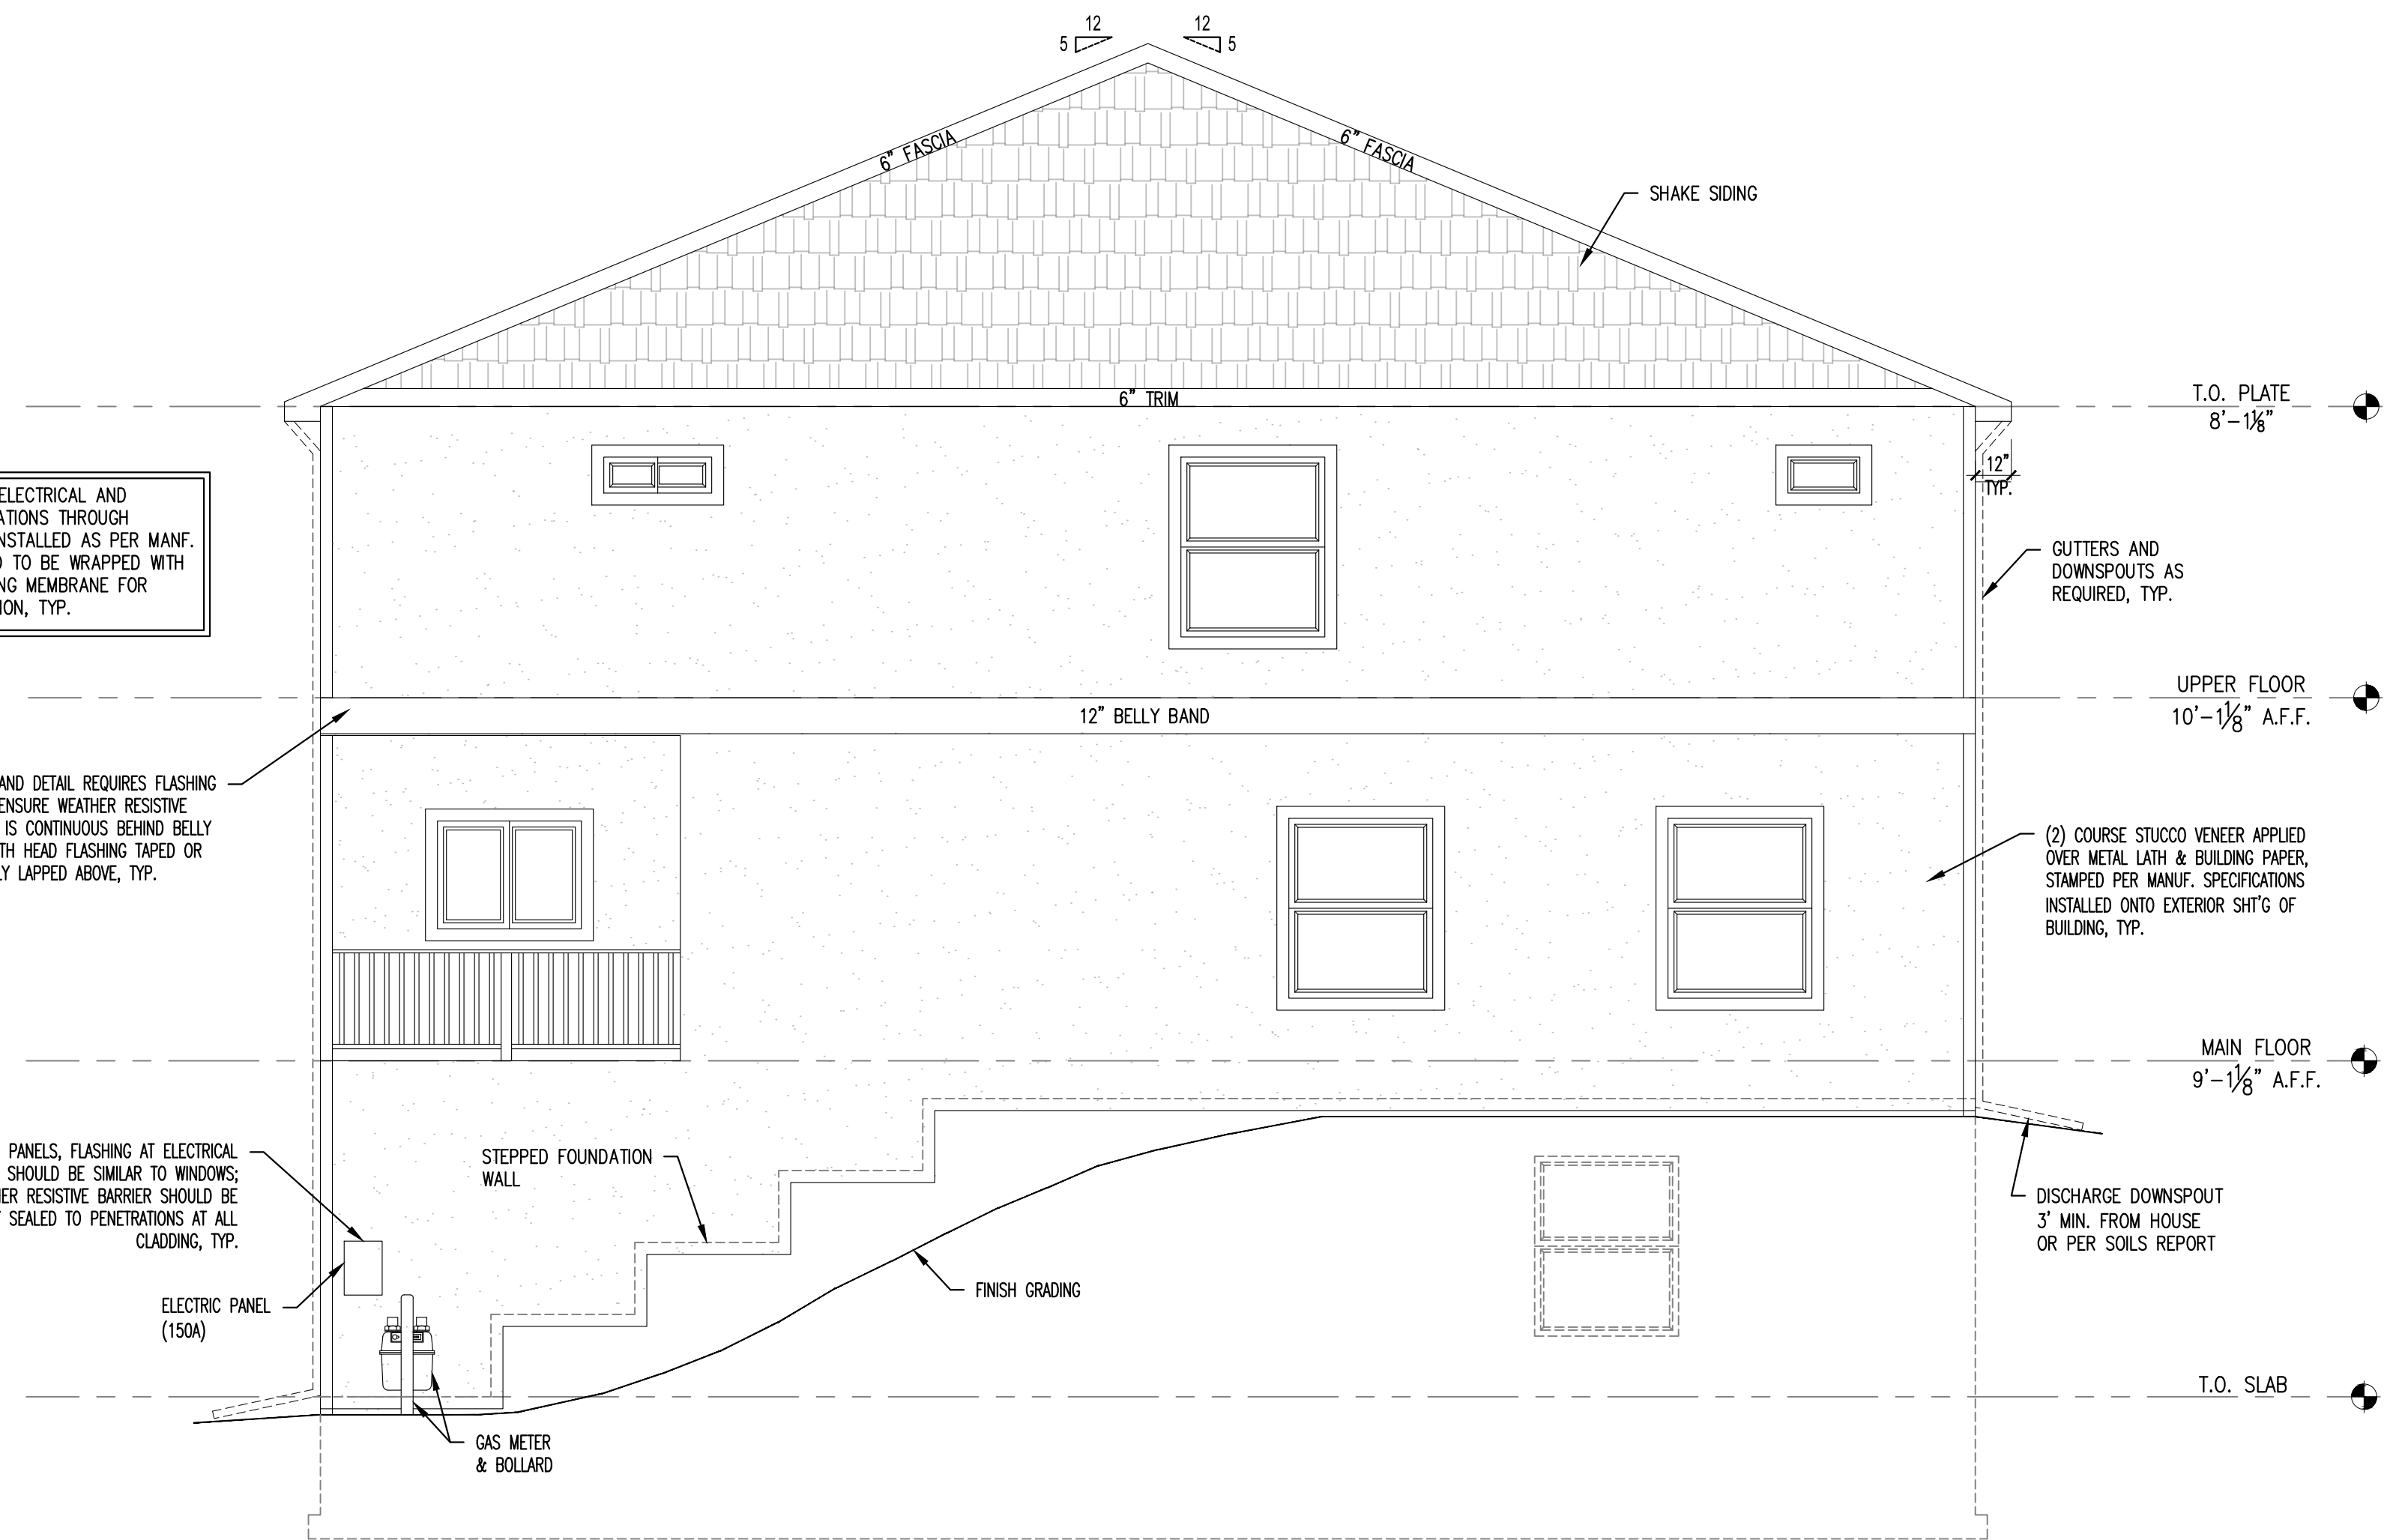 12
12
5
5
6" FASCIA
6" FASCIA
SHAKE SIDING
T.O. PLATE
8'-1⅛"
6" TRIM
12"
TYP.
ELECTRICAL AND
ATIONS THROUGH
NSTALLED AS PER MANF.
TO BE WRAPPED WITH
NG MEMBRANE FOR
ION, TYP.
GUTTERS AND
DOWNSPOUTS AS
REQUIRED, TYP.
UPPER FLOOR
10'-1⅛" A.F.F.
12" BELLY BAND
AND DETAIL REQUIRES FLASHING
ENSURE WEATHER RESISTIVE
IS CONTINUOUS BEHIND BELLY
TH HEAD FLASHING TAPED OR
LY LAPPED ABOVE, TYP.
(2) COURSE STUCCO VENEER APPLIED
OVER METAL LATH & BUILDING PAPER,
STAMPED PER MANUF. SPECIFICATIONS
INSTALLED ONTO EXTERIOR SHT'G OF
BUILDING, TYP.
MAIN FLOOR
9'-1⅛" A.F.F.
PANELS, FLASHING AT ELECTRICAL
SHOULD BE SIMILAR TO WINDOWS;
HER RESISTIVE BARRIER SHOULD BE
SEALED TO PENETRATIONS AT ALL
CLADDING, TYP.
STEPPED FOUNDATION
WALL
DISCHARGE DOWNSPOUT
3' MIN. FROM HOUSE
OR PER SOILS REPORT
FINISH GRADING
ELECTRIC PANEL
(150A)
T.O. SLAB
GAS METER
& BOLLARD